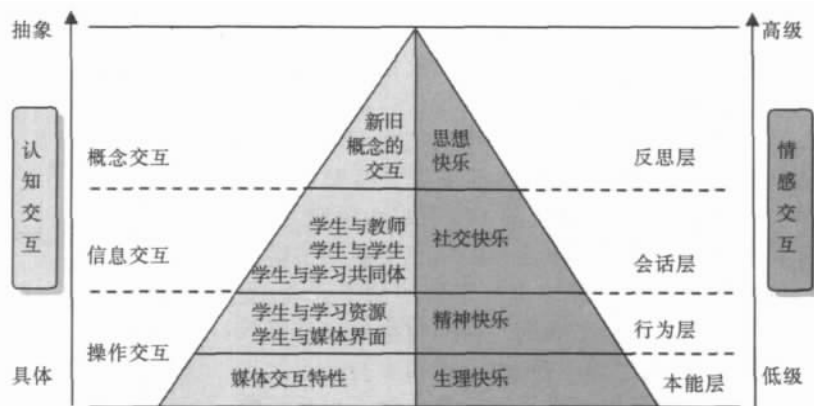 抽象
高级
认知交互
情感交互
概念交互
新旧
概念的
交互
思想
快乐
反思层
信息交互
学生与教师
学生与学生
学生与学习共同体
社交快乐
会话层
操作交互
学生与学习资源
学生与媒体界面
精神快乐
行为层
具体
媒体交互特性
生理快乐
本能层
低级